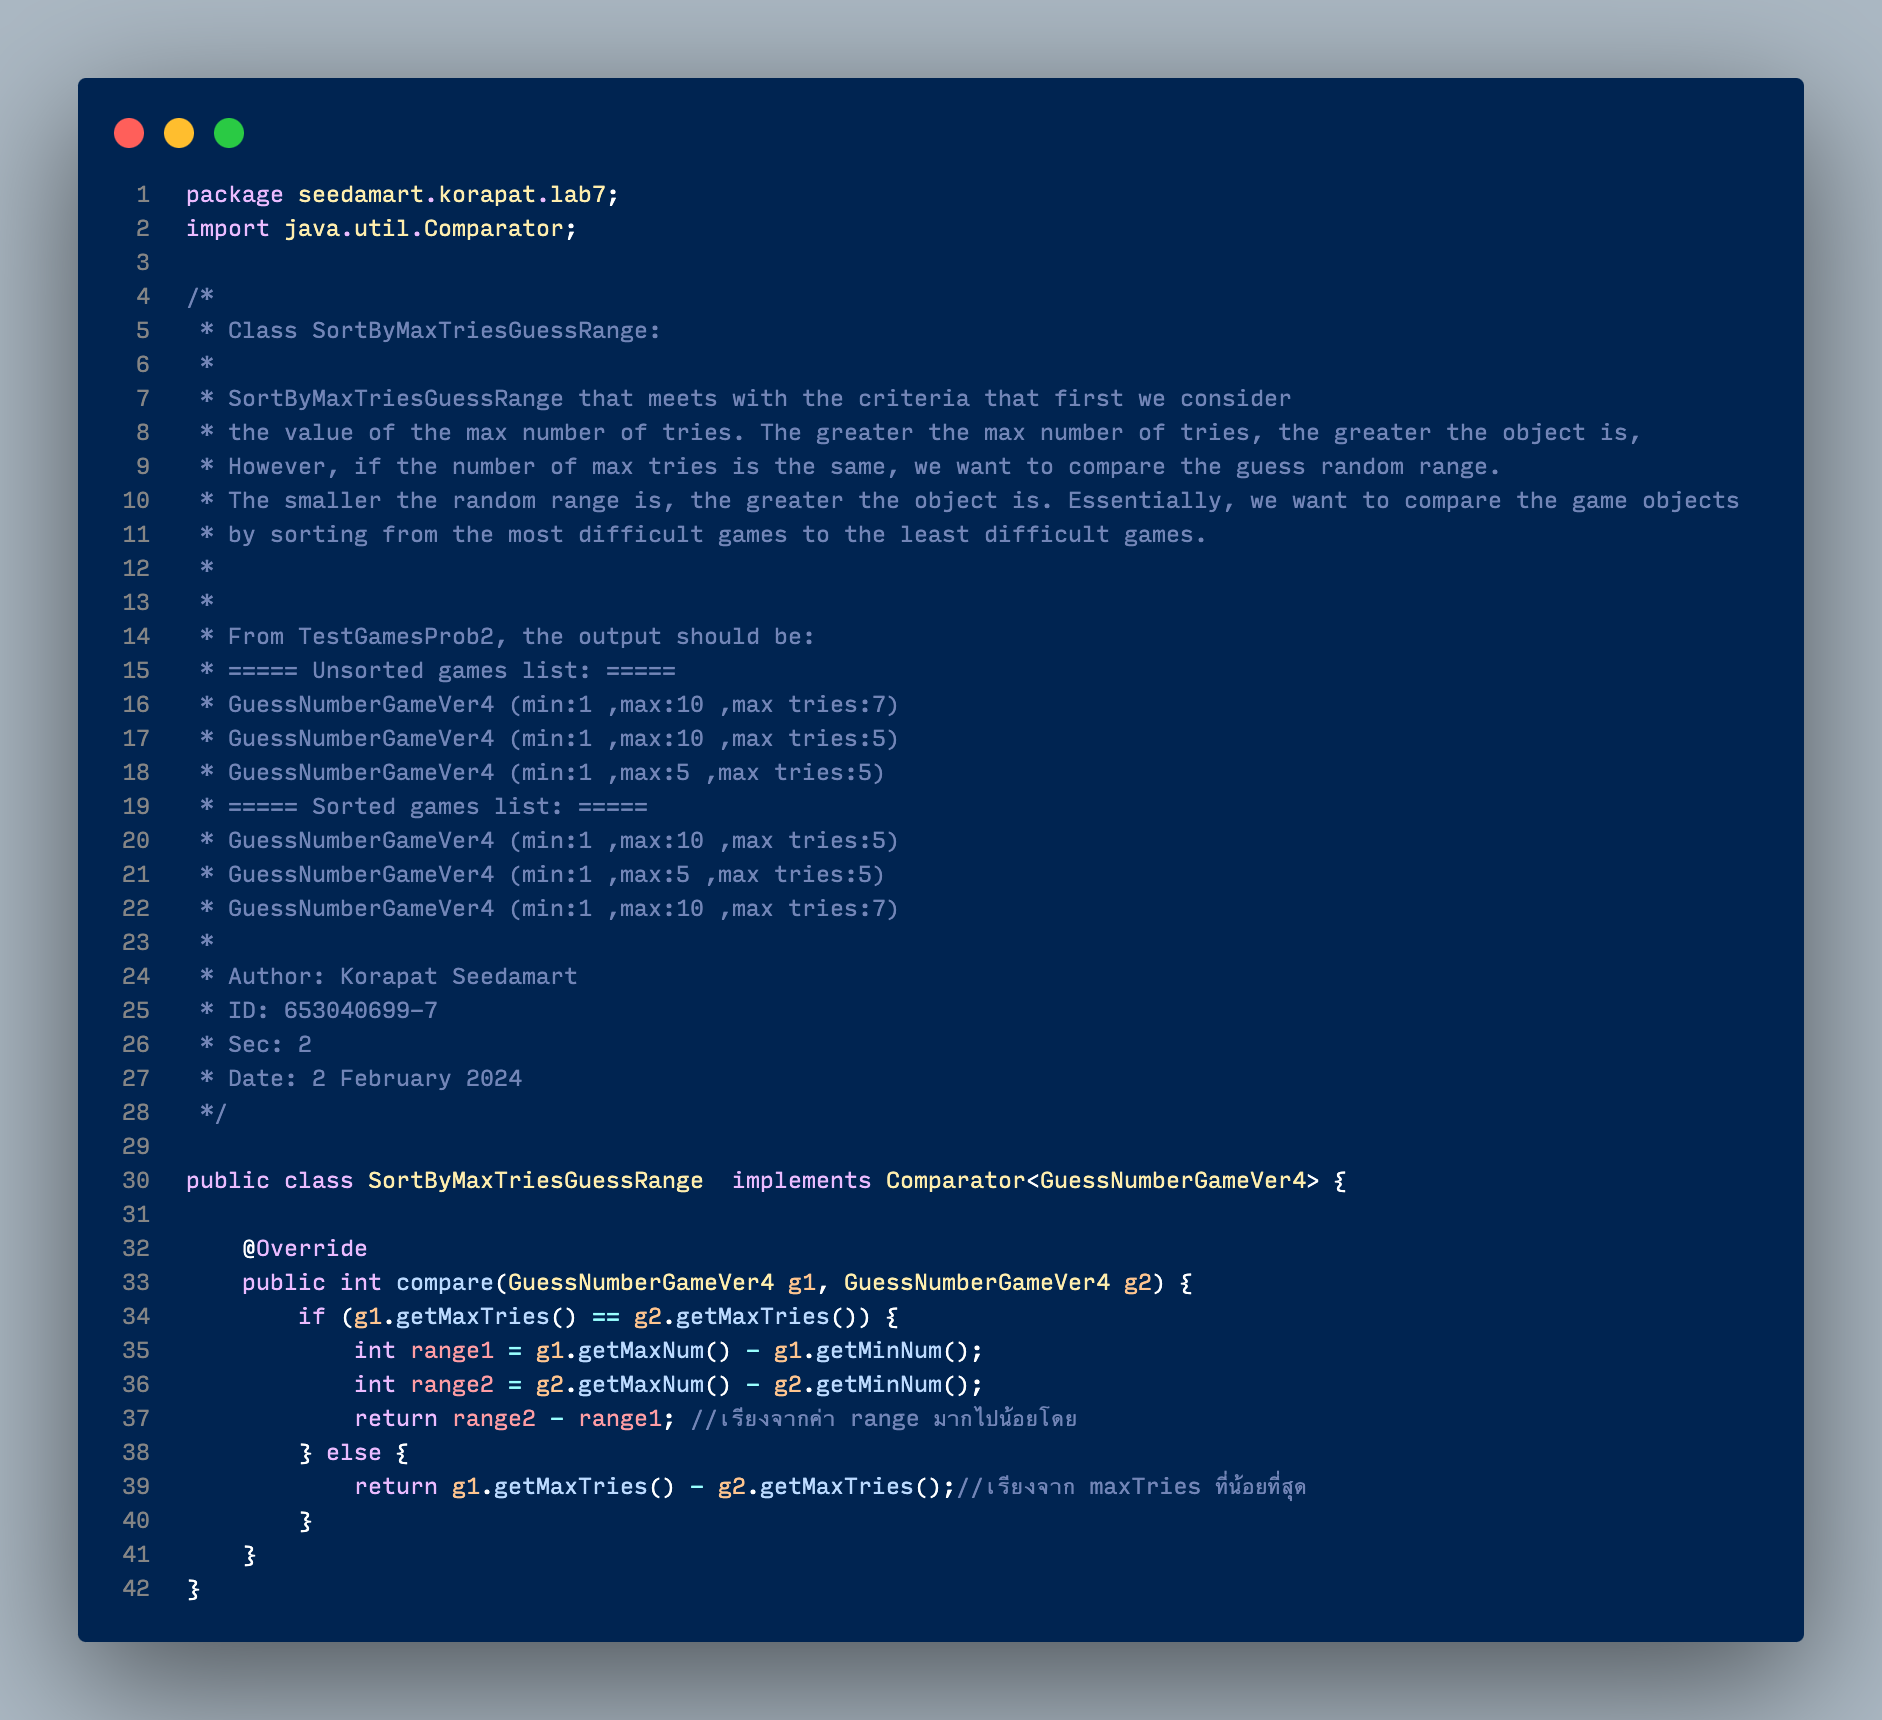 1 package seedamart.korapat.lab7;
2 import java.util.Comparator;
3
4 /*
5  * Class SortByMaxTriesGuessRange:
6  *
7  * SortByMaxTriesGuessRange that meets with the criteria that first we consider
8  * the value of the max number of tries. The greater the max number of tries, the greater the object is,
9  * However, if the number of max tries is the same, we want to compare the guess random range.
10  * The smaller the random range is, the greater the object is. Essentially, we want to compare the game objects
11  * by sorting from the most difficult games to the least difficult games.
12  *
13  *
14  * From TestGamesProb2, the output should be:
15  * ===== Unsorted games list: =====
16  * GuessNumberGameVer4 (min:1 ,max:10 ,max tries:7)
17  * GuessNumberGameVer4 (min:1 ,max:10 ,max tries:5)
18  * GuessNumberGameVer4 (min:1 ,max:5 ,max tries:5)
19  * ===== Sorted games list: =====
20  * GuessNumberGameVer4 (min:1 ,max:10 ,max tries:5)
21  * GuessNumberGameVer4 (min:1 ,max:5 ,max tries:5)
22  * GuessNumberGameVer4 (min:1 ,max:10 ,max tries:7)
23  *
24  * Author: Korapat Seedamart
25  * ID: 653040699-7
26  * Sec: 2
27  * Date: 2 February 2024
28  */
29
30 public class SortByMaxTriesGuessRange  implements Comparator<GuessNumberGameVer4> {
31
32     @Override
33     public int compare(GuessNumberGameVer4 g1, GuessNumberGameVer4 g2) {
34         if (g1.getMaxTries() == g2.getMaxTries()) {
35             int range1 = g1.getMaxNum() - g1.getMinNum();
36             int range2 = g2.getMaxNum() - g2.getMinNum();
37             return range2 - range1; //เรียงจากค่า range มากไปน้อยโดย
38         } else {
39             return g1.getMaxTries() - g2.getMaxTries();//เรียงจาก maxTries ที่น้อยที่สุด
40         }
41     }
42 }